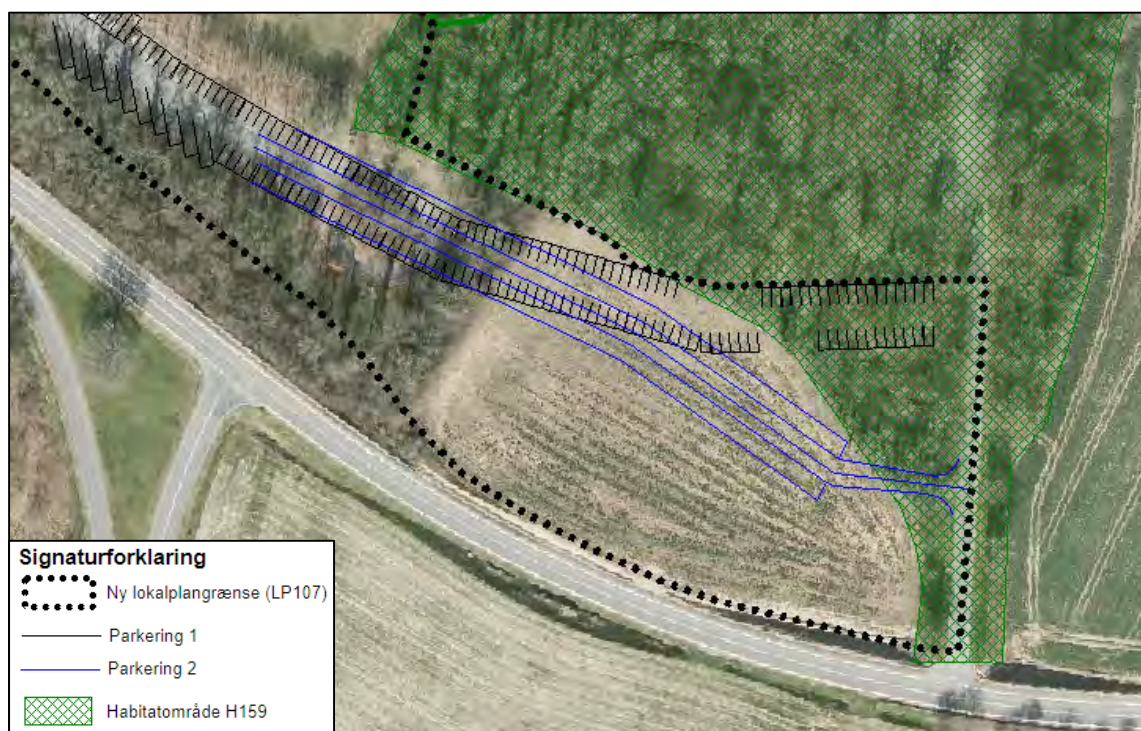 Signaturforklaring
Ny lokalplangrænse (LP107)
Parkering 1
Parkering 2
Habitatområde H159